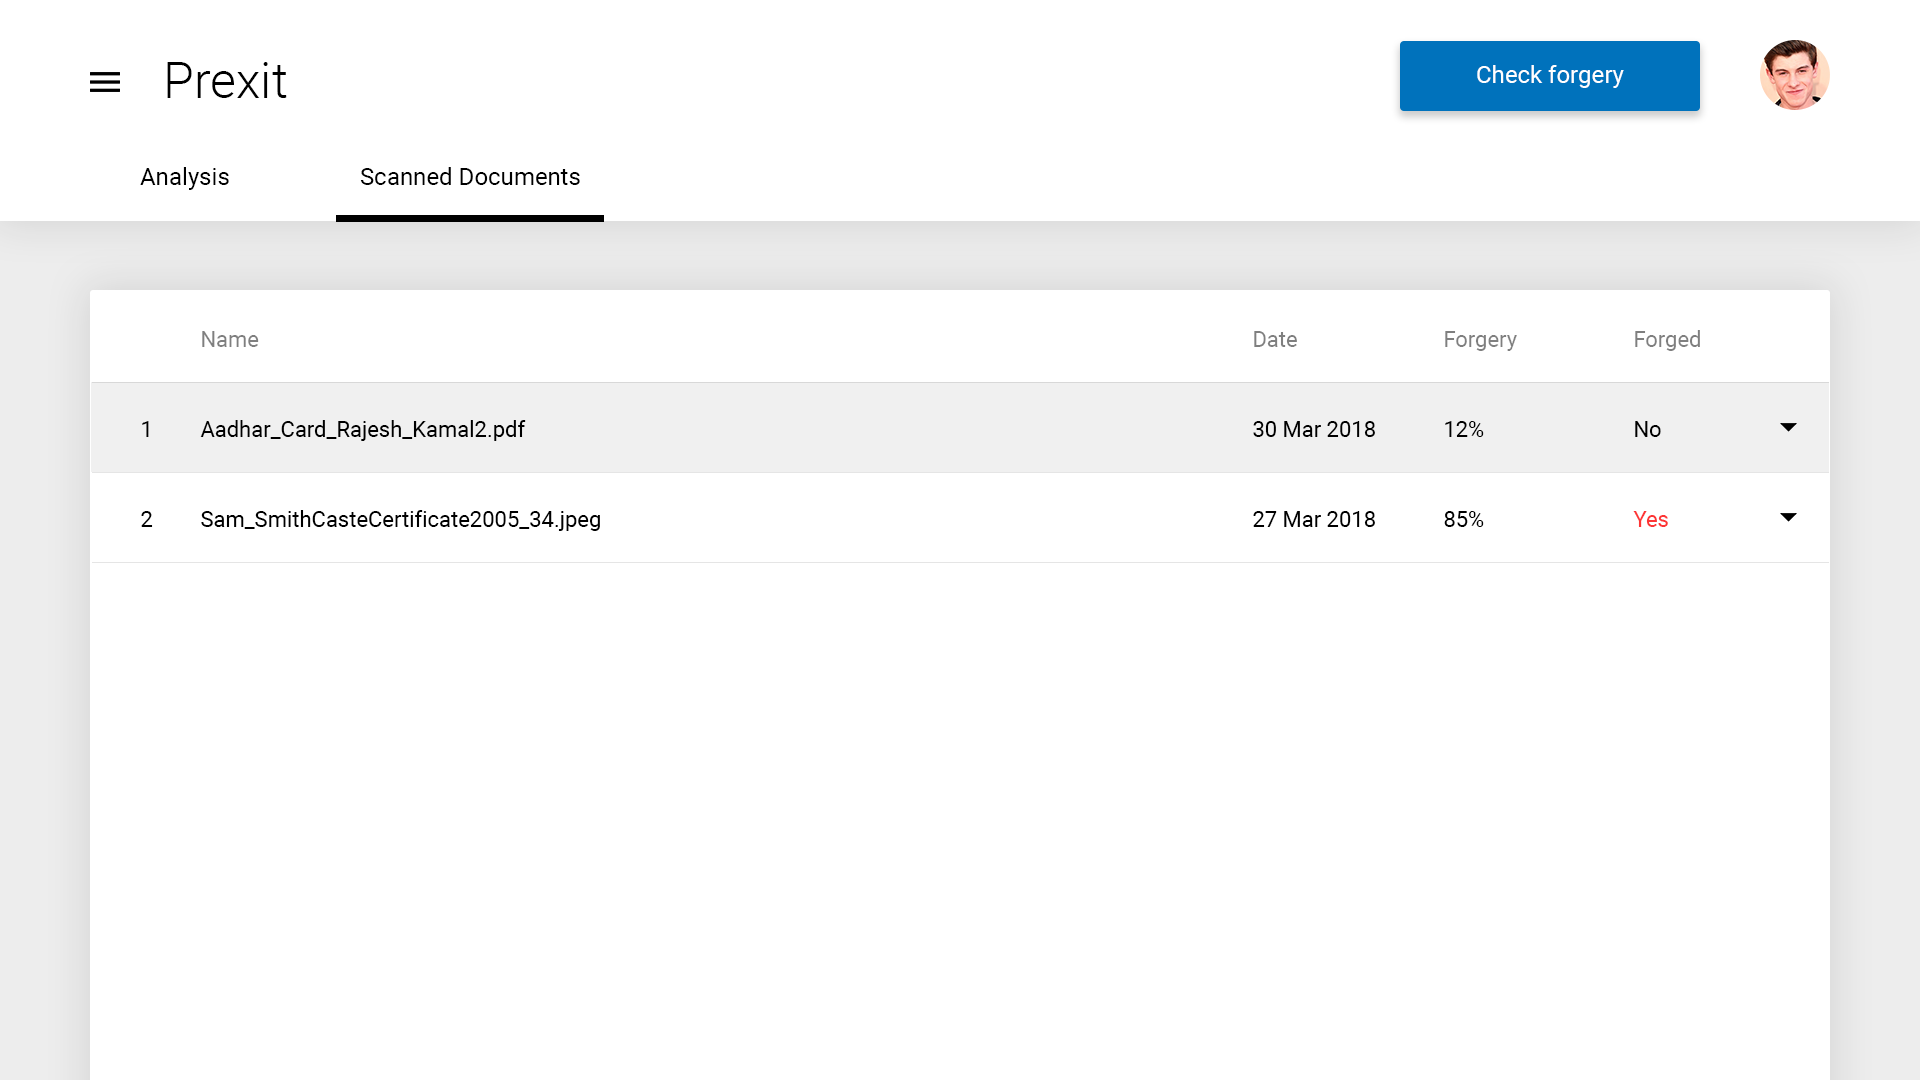 Prexit
Check forgery
Analysis
Scanned Documents
Name Date Forgery Forged
1 Aadhar_Card_Rajesh_Kamal2.pdf 30 Mar 2018 12% No
2 Sam_SmithCasteCertificate2005_34.jpeg 27 Mar 2018 85% Yes